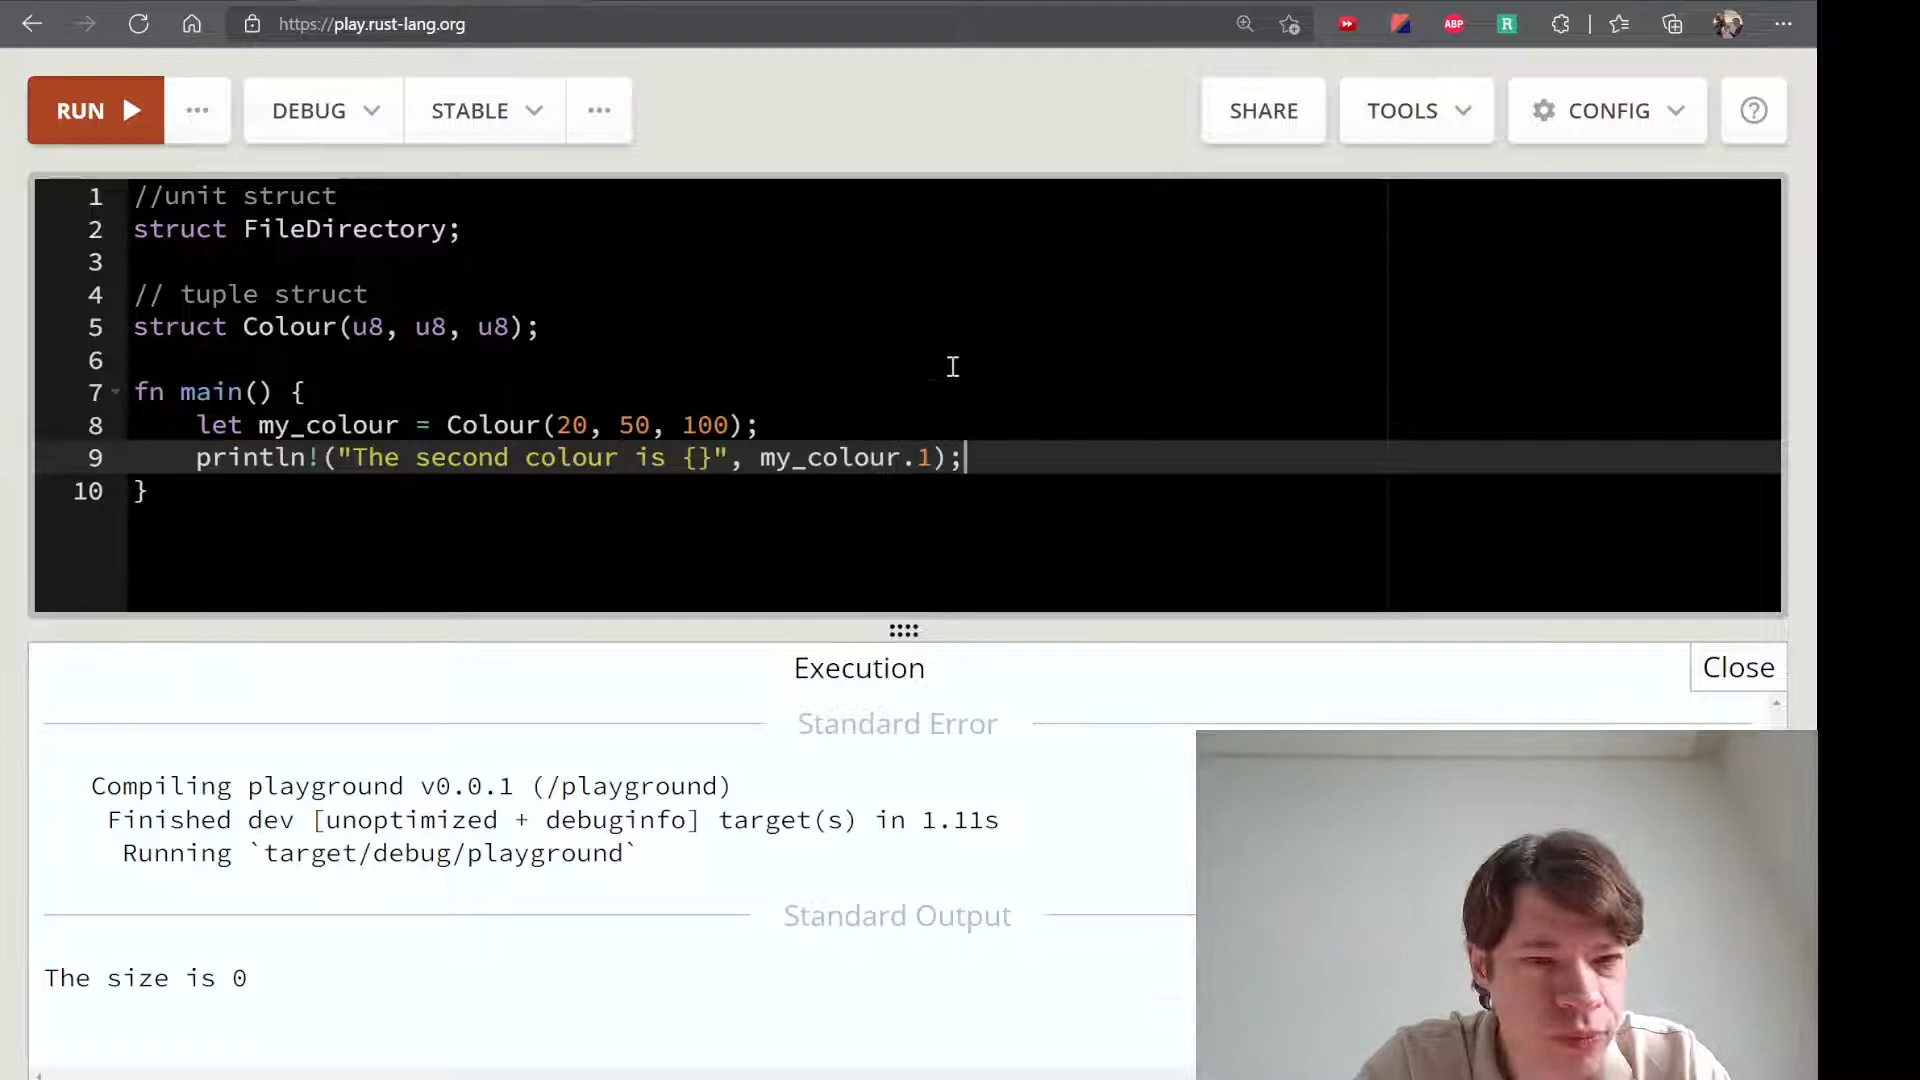 https://play.rust-lang.org
ABP
R
RUN
DEBUG
STABLE
SHARE
TOOLS
CONFIG
?
1 //unit struct
2 struct FileDirectory;
3
4 // tuple struct
5 struct Colour(u8, u8, u8);
6
7 fn main() {
8     let my_colour = Colour(20, 50, 100);
9     println!("The second colour is {}", my_colour.1);
10 }
Execution
Close
Standard Error
Compiling playground v0.0.1 (/playground)
Finished dev [unoptimized + debuginfo] target(s) in 1.11s
Running `target/debug/playground`
Standard Output
The size is 0